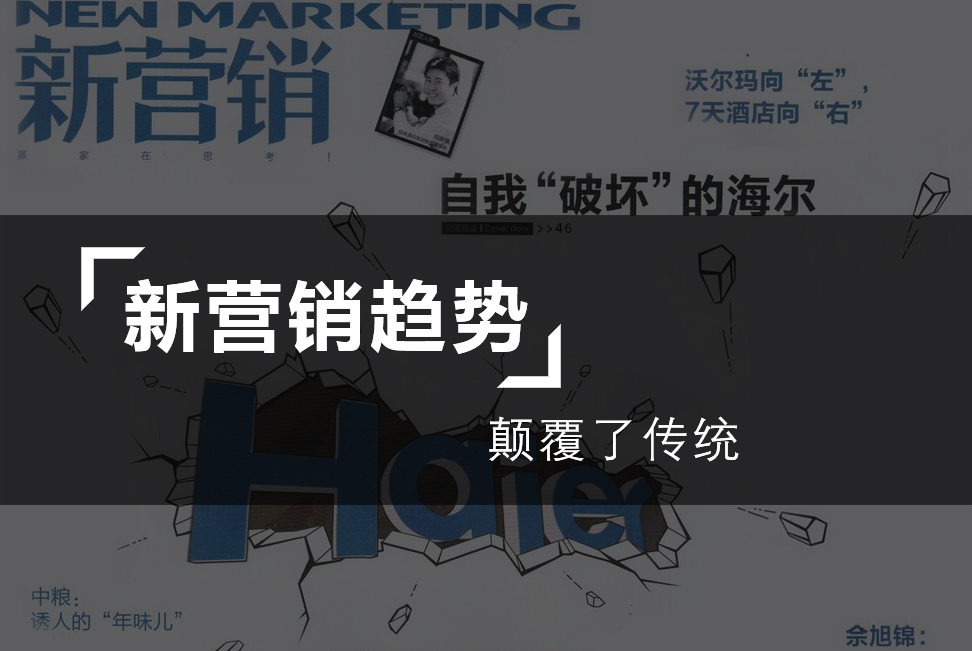 NEW MARKETING
新营销
赢 家 在 思 考 !
沃尔玛向“左”,
7天酒店向“右”
自我“破坏”的海尔
>>46
新营销趋势
颠覆了传统
Haier
中粮:
诱人的“年味儿”
佘旭锦: